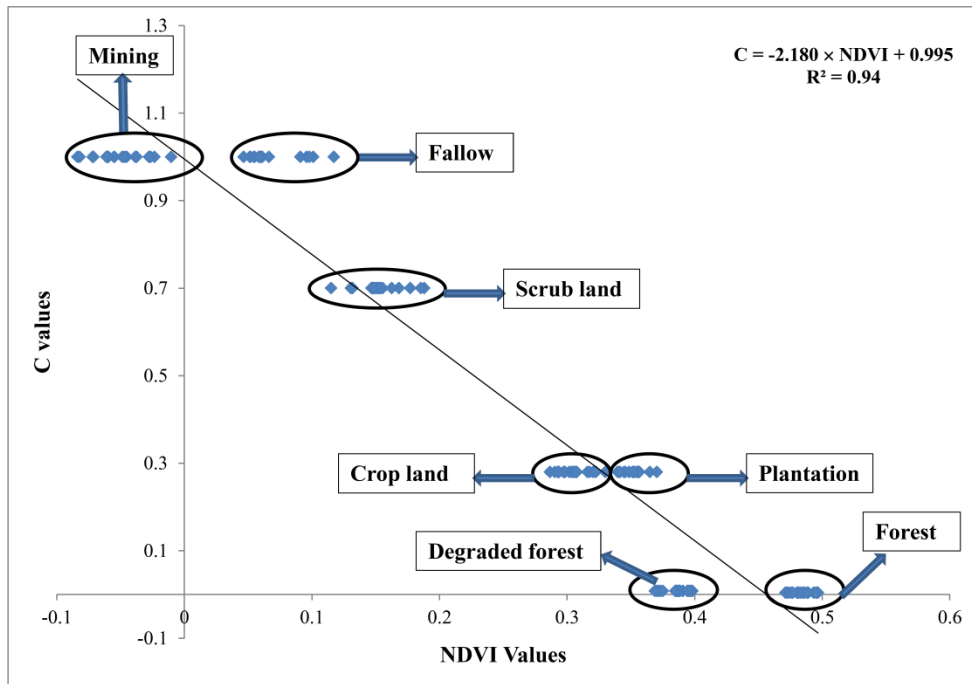 1.3
Mining
C = -2.180 × NDVI + 0.995
R² = 0.94
1.1
Fallow
0.9
0.7
Scrub land
C values
0.5
0.3
Crop land
Plantation
Forest
Degraded forest
0.1
-0.1
0
0.1
0.2
0.3
0.4
0.5
0.6
-0.1
NDVI Values